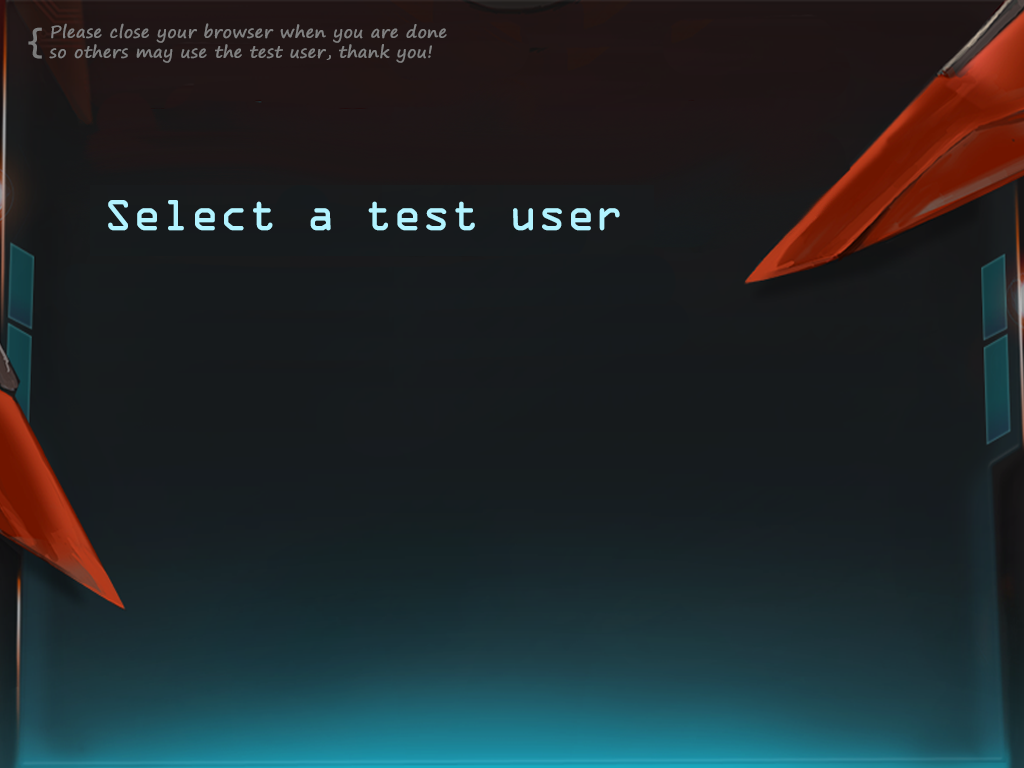 { Please close your browser when you are done
so others may use the test user, thank you!
Select a test user